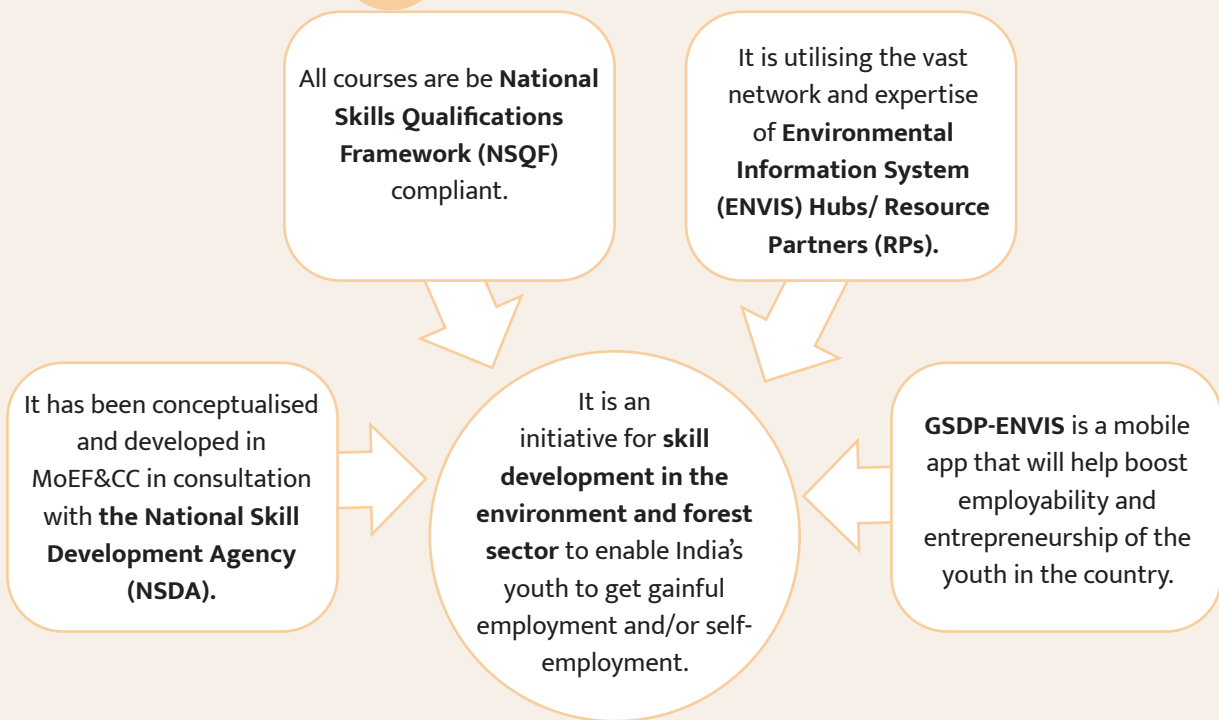 All courses are be National
Skills Qualifications
Framework (NSQF)
compliant.
It is utilising the vast
network and expertise
of Environmental
Information System
(ENVIS) Hubs/ Resource
Partners (RPs).
It has been conceptualised
and developed in
MoEF&CC in consultation
with the National Skill
Development Agency
(NSDA).
It is an
initiative for skill
development in the
environment and forest
sector to enable India’s
youth to get gainful
employment and/or self-
employment.
GSDP-ENVIS is a mobile
app that will help boost
employability and
entrepreneurship of the
youth in the country.